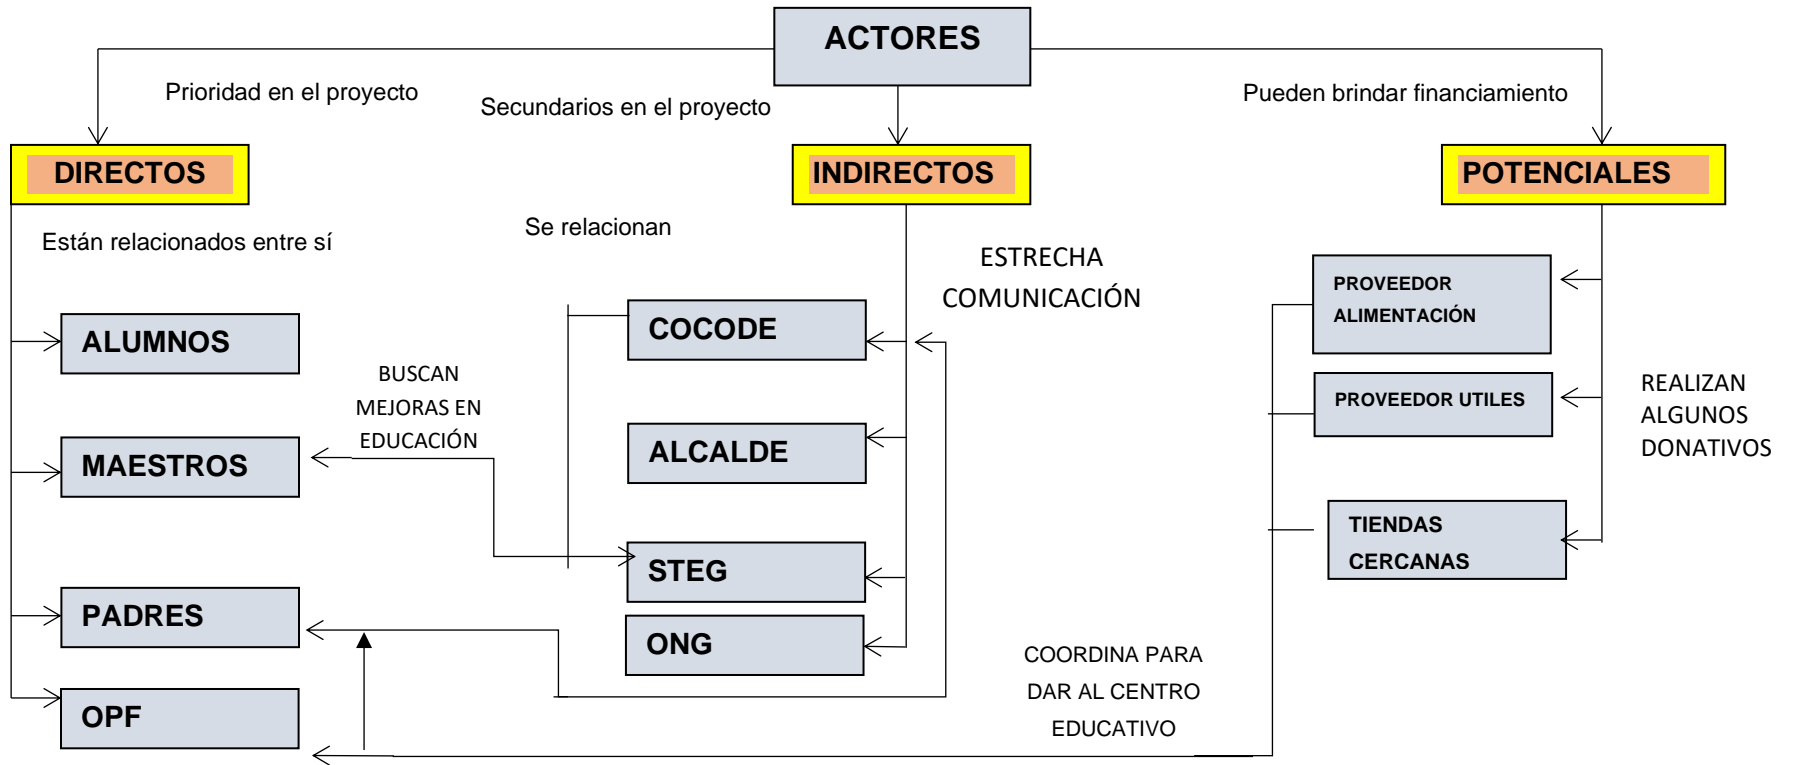 ACTORES
Prioridad en el proyecto
Secundarios en el proyecto
Pueden brindar financiamiento
DIRECTOS
INDIRECTOS
POTENCIALES
Están relacionados entre sí
Se relacionan
ESTRECHA
COMUNICACIÓN
ALUMNOS
MAESTROS
PADRES
OPF
BUSCAN
MEJORAS EN
EDUCACIÓN
COCODE
ALCALDE
STEG
ONG
PROVEEDOR
ALIMENTACIÓN
PROVEEDOR UTILES
TIENDAS
CERCANAS
REALIZAN
ALGUNOS
DONATIVOS
COORDINA PARA
DAR AL CENTRO
EDUCATIVO